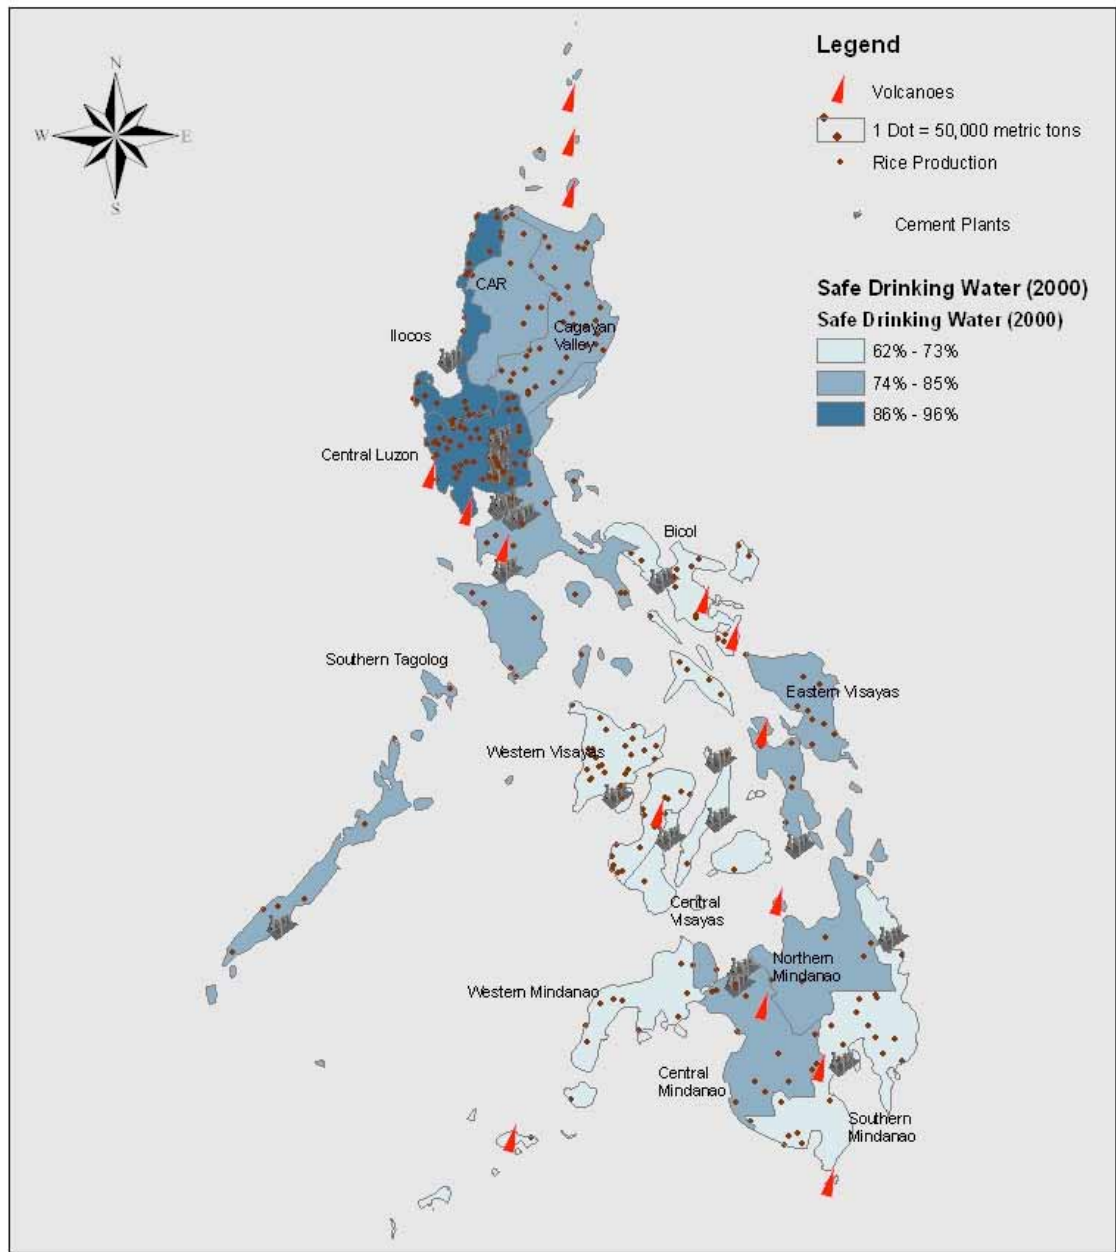 N
W
E
S
Legend
Volcanoes
1 Dot = 50,000 metric tons
Rice Production
Cement Plants
Safe Drinking Water (2000)
Safe Drinking Water (2000)
62% - 73%
74% - 85%
86% - 96%
CAR
Ilocos
Cagayan
Valley
Central Luzon
Bicol
Southern Tagolog
Eastern Visayas
Western Visayas
Central
Visayas
Northern
Mindanao
Western Mindanao
Central
Mindanao
Southern
Mindanao